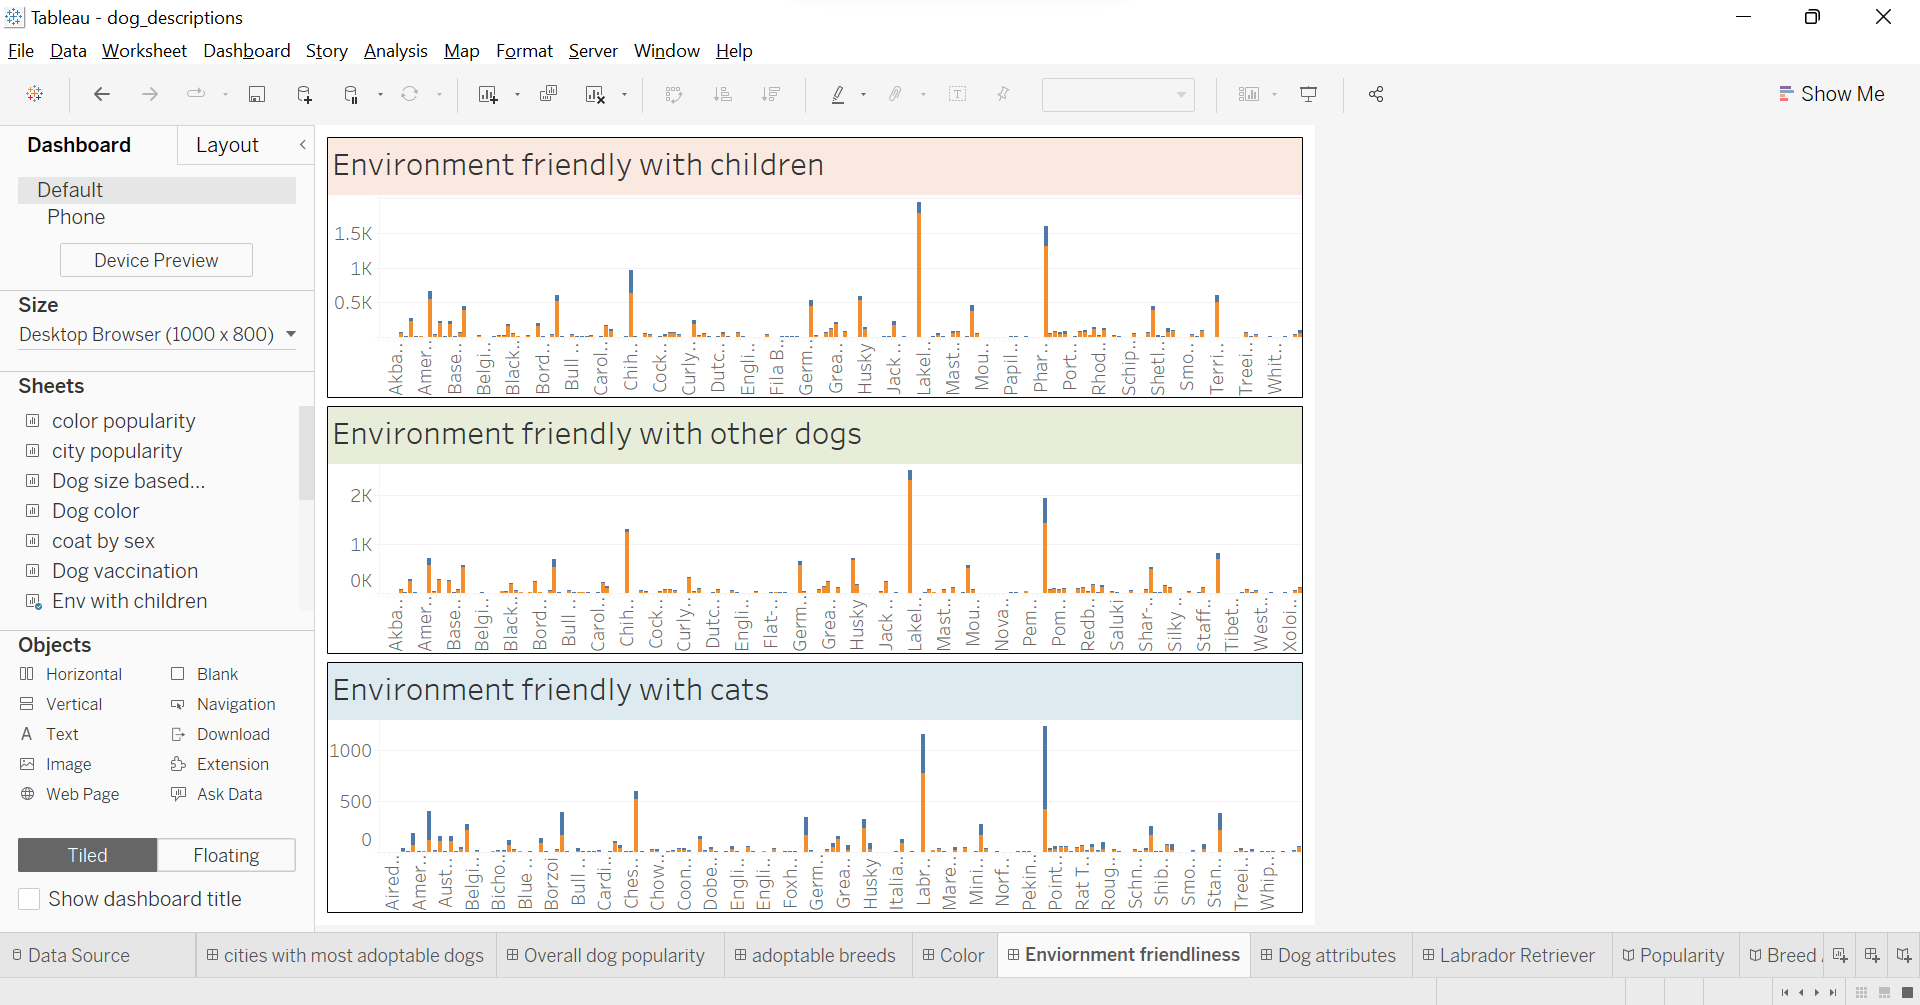 Tableau - dog_descriptions
File Data Worksheet Dashboard Story Analysis Map Format Server Window Help
Show Me
Dashboard
Layout
Default
Phone
Device Preview
Size
Desktop Browser (1000 x 800)
Sheets
color popularity
city popularity
Dog size based...
Dog color
coat by sex
Dog vaccination
Env with children
Objects
Horizontal Blank
Vertical Navigation
Text Download
Image Extension
Web Page Ask Data
Tiled Floating
Show dashboard title
Environment friendly with children
1.5K
1K
0.5K
Akba.. Amer.. Base.. Belgi.. Black.. Bord.. Bull .. Carol.. Chih.. Cock.. Curly.. Dutc.. Engli.. Fila B.. Germ.. Grea.. Husky Jack .. Lakel.. Mast.. Mou.. Papil.. Phar.. Port.. Rhod.. Schip.. Shetl.. Smo.. Terri.. Treei.. Whit..
Environment friendly with other dogs
2K
1K
0K
Akba.. Amer.. Base.. Belgi.. Black.. Bord.. Bull .. Carol.. Chih.. Cock.. Curly.. Dutc.. Engli.. Flat-.. Germ.. Grea.. Husky Jack .. Lakel.. Mast.. Mou.. Nova.. Pem.. Pom.. Redb.. Saluki Shar-.. Silky .. Staff.. Tibet.. West.. Xoloi..
Environment friendly with cats
1000
500
0
Aired.. Amer.. Aust.. Belgi.. Bicho.. Blue .. Borzoi Bull .. Cardi.. Ches.. Chow.. Coon.. Dobe.. Engli.. Engli.. Foxh.. Germ.. Grea.. Husky Italia.. Labr .. Mare.. Mini.. Norf.. Pekin.. Point.. Rat T.. Roug.. Schn.. Shib.. Smo.. Stan.. Treei.. Whip..
Data Source cities with most adoptable dogs Overall dog popularity adoptable breeds Color Enviornment friendliness Dog attributes Labrador Retriever Popularity Breed